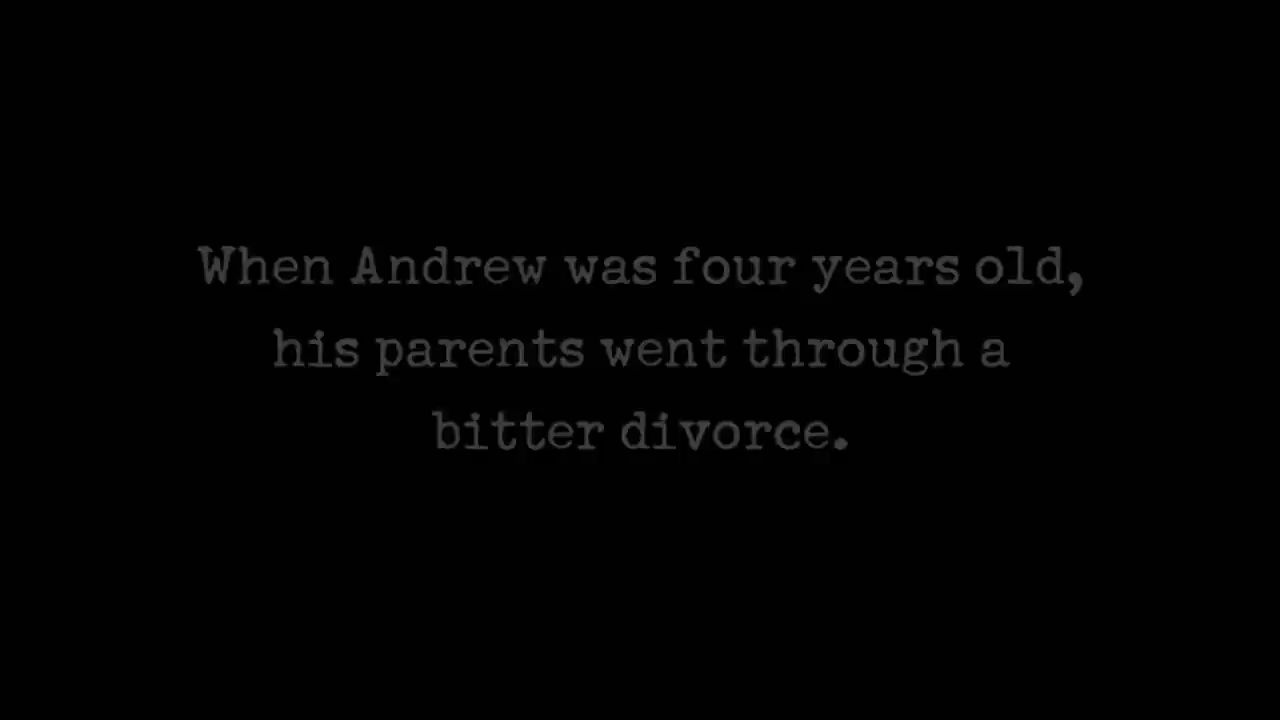 When Andrew was four years old,
his parents went through a
bitter divorce.